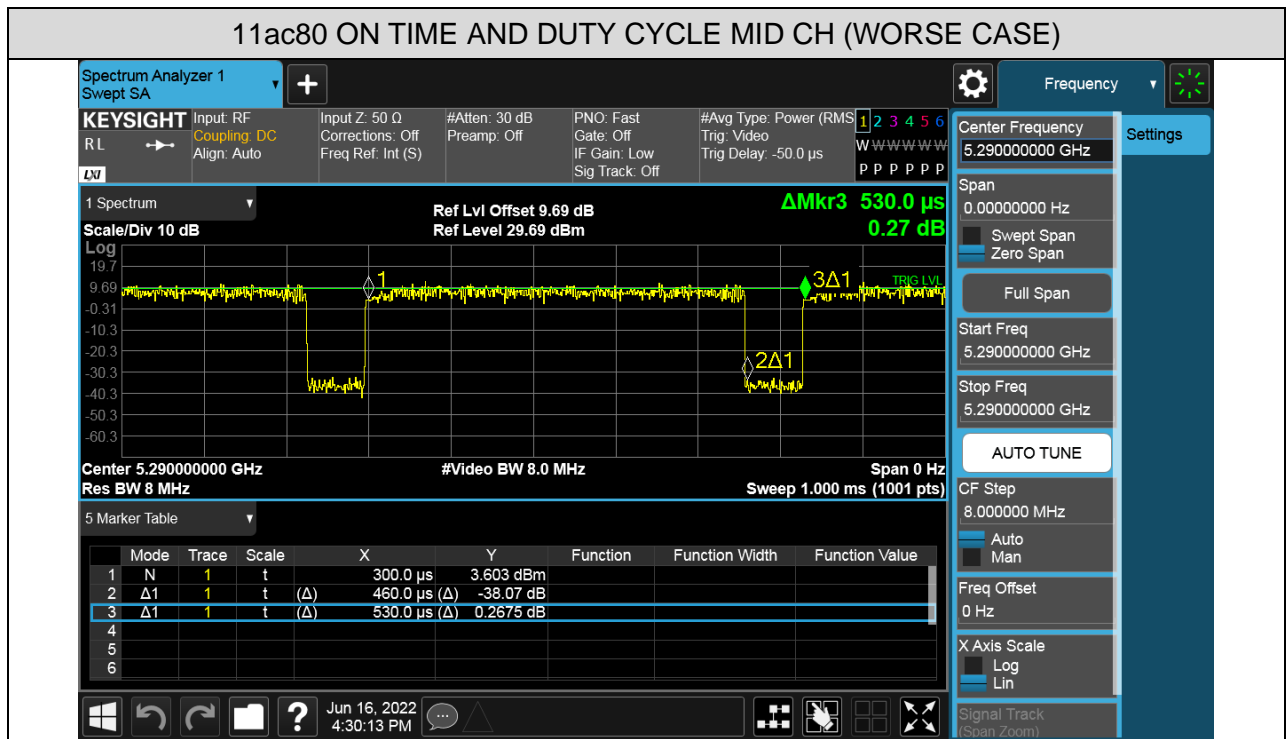 11ac80 ON TIME AND DUTY CYCLE MID CH (WORSE CASE)
Spectrum Analyzer 1
Swept SA
+
Frequency
KEYSIGHT
RL
LXI
Input: RF
Coupling: DC
Align: Auto
Input Z: 50 Ω
Corrections: Off
Freq Ref: Int (S)
#Atten: 30 dB
Preamp: Off
PNO: Fast
Gate: Off
IF Gain: Low
Sig Track: Off
#Avg Type: Power (RMS
Trig: Video
Trig Delay: -50.0 µs
1 2 3 4 5 6
W W W W W W
P P P P P P
Center Frequency
5.290000000 GHz
Settings
1 Spectrum
Scale/Div 10 dB
Ref Lvl Offset 9.69 dB
Ref Level 29.69 dBm
ΔMkr3 530.0 µs
0.27 dB
Log
19.7
9.69
-0.31
-10.3
-20.3
-30.3
-40.3
-50.3
-60.3
1
3Δ1
TRIG LVL
2Δ1
Center 5.290000000 GHz
Res BW 8 MHz
#Video BW 8.0 MHz
Span 0 Hz
Sweep 1.000 ms (1001 pts)
Span
0.00000000 Hz
Swept Span
Zero Span
Full Span
Start Freq
5.290000000 GHz
Stop Freq
5.290000000 GHz
AUTO TUNE
CF Step
8.000000 MHz
Auto
Man
Freq Offset
0 Hz
X Axis Scale
Log
Lin
Signal Track
(Span Zoom)
5 Marker Table
Mode Trace Scale X Y Function Function Width Function Value
1 N 1 t 300.0 µs 3.603 dBm
2 Δ1 1 t (Δ) 460.0 µs (Δ) -38.07 dB
3 Δ1 1 t (Δ) 530.0 µs (Δ) 0.2675 dB
4
5
6
?
Jun 16, 2022
4:30:13 PM